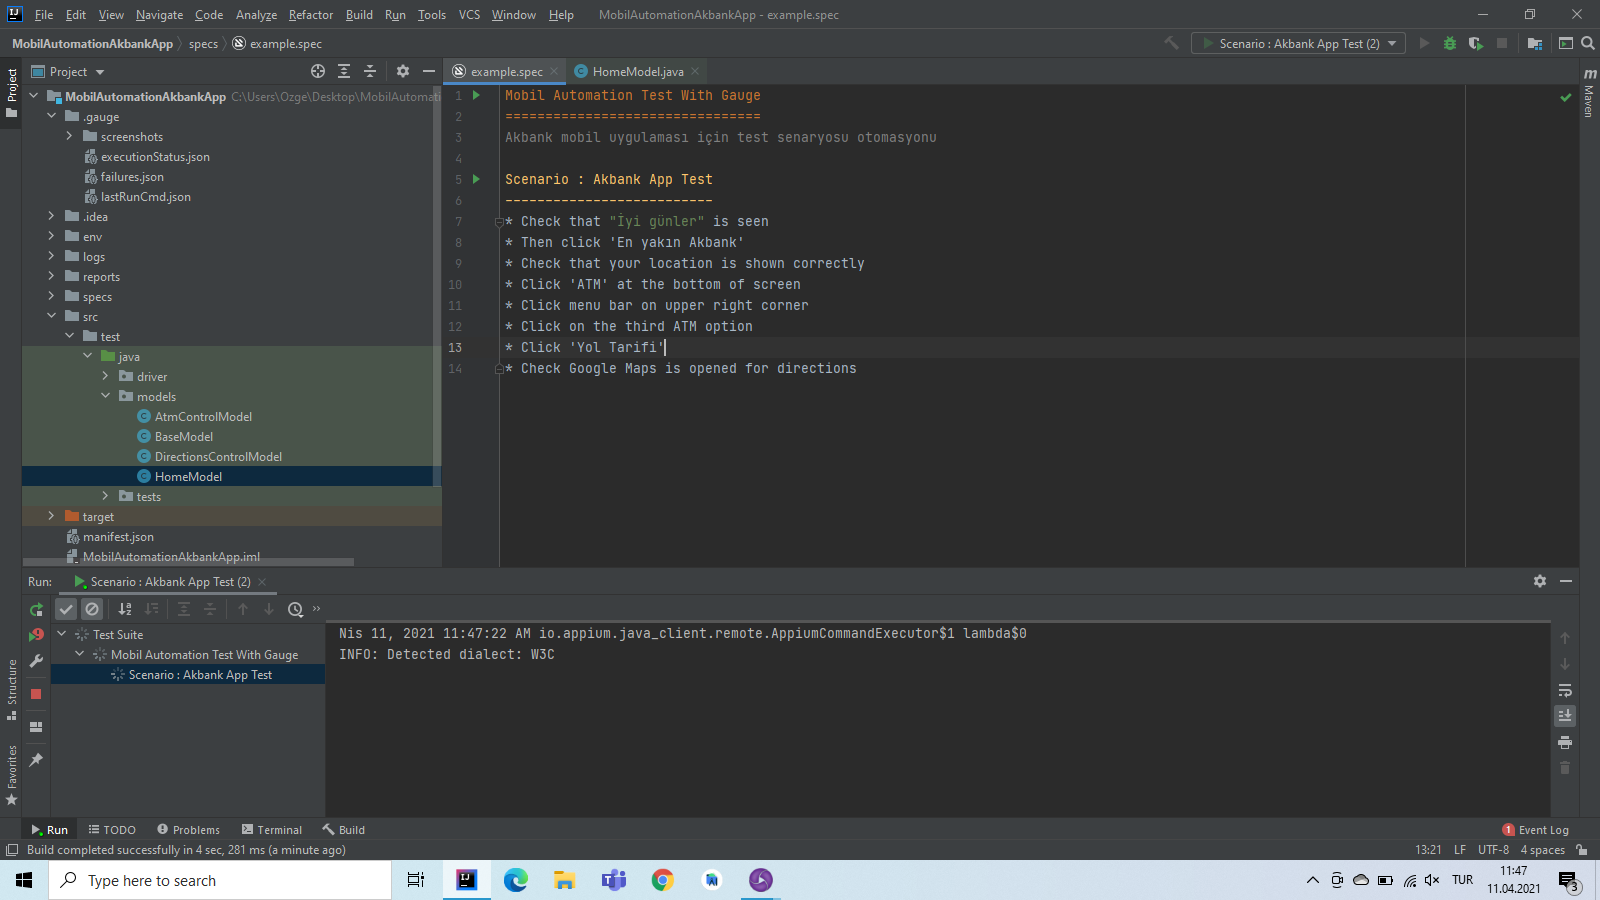 File Edit View Navigate Code Analyze Refactor Build Run Tools VCS Window Help MobilAutomationAkbankApp - example.spec
MobilAutomationAkbankApp specs example.spec
Scenario : Akbank App Test (2)
Project
example.spec
HomeModel.java
Project
Maven
MobilAutomationAkbankApp C:\Users\Ozge\Desktop\MobilAutomati
.gauge
screenshots
executionStatus.json
failures.json
lastRunCmd.json
.idea
env
logs
reports
specs
src
test
java
driver
models
AtmControlModel
BaseModel
DirectionsControlModel
HomeModel
tests
target
manifest.json
MobilAutomationAkbankApp.iml
1 Mobil Automation Test With Gauge
2 ================================
3 Akbank mobil uygulaması için test senaryosu otomasyonu
4
5 Scenario : Akbank App Test
6 --------------------------
7 * Check that "İyi günler" is seen
8 * Then click 'En yakın Akbank'
9 * Check that your location is shown correctly
10 * Click 'ATM' at the bottom of screen
11 * Click menu bar on upper right corner
12 * Click on the third ATM option
13 * Click 'Yol Tarifi'
14 * Check Google Maps is opened for directions
Run: Scenario : Akbank App Test (2)
Test Suite
Mobil Automation Test With Gauge
Scenario : Akbank App Test
Nis 11, 2021 11:47:22 AM io.appium.java_client.remote.AppiumCommandExecutor$1 lambda$0
INFO: Detected dialect: W3C
Structure
Favorites
Run TODO Problems Terminal Build 1 Event Log
Build completed successfully in 4 sec, 281 ms (a minute ago) 13:21 LF UTF-8 4 spaces
Type here to search
TUR
11:47
11.04.2021
3